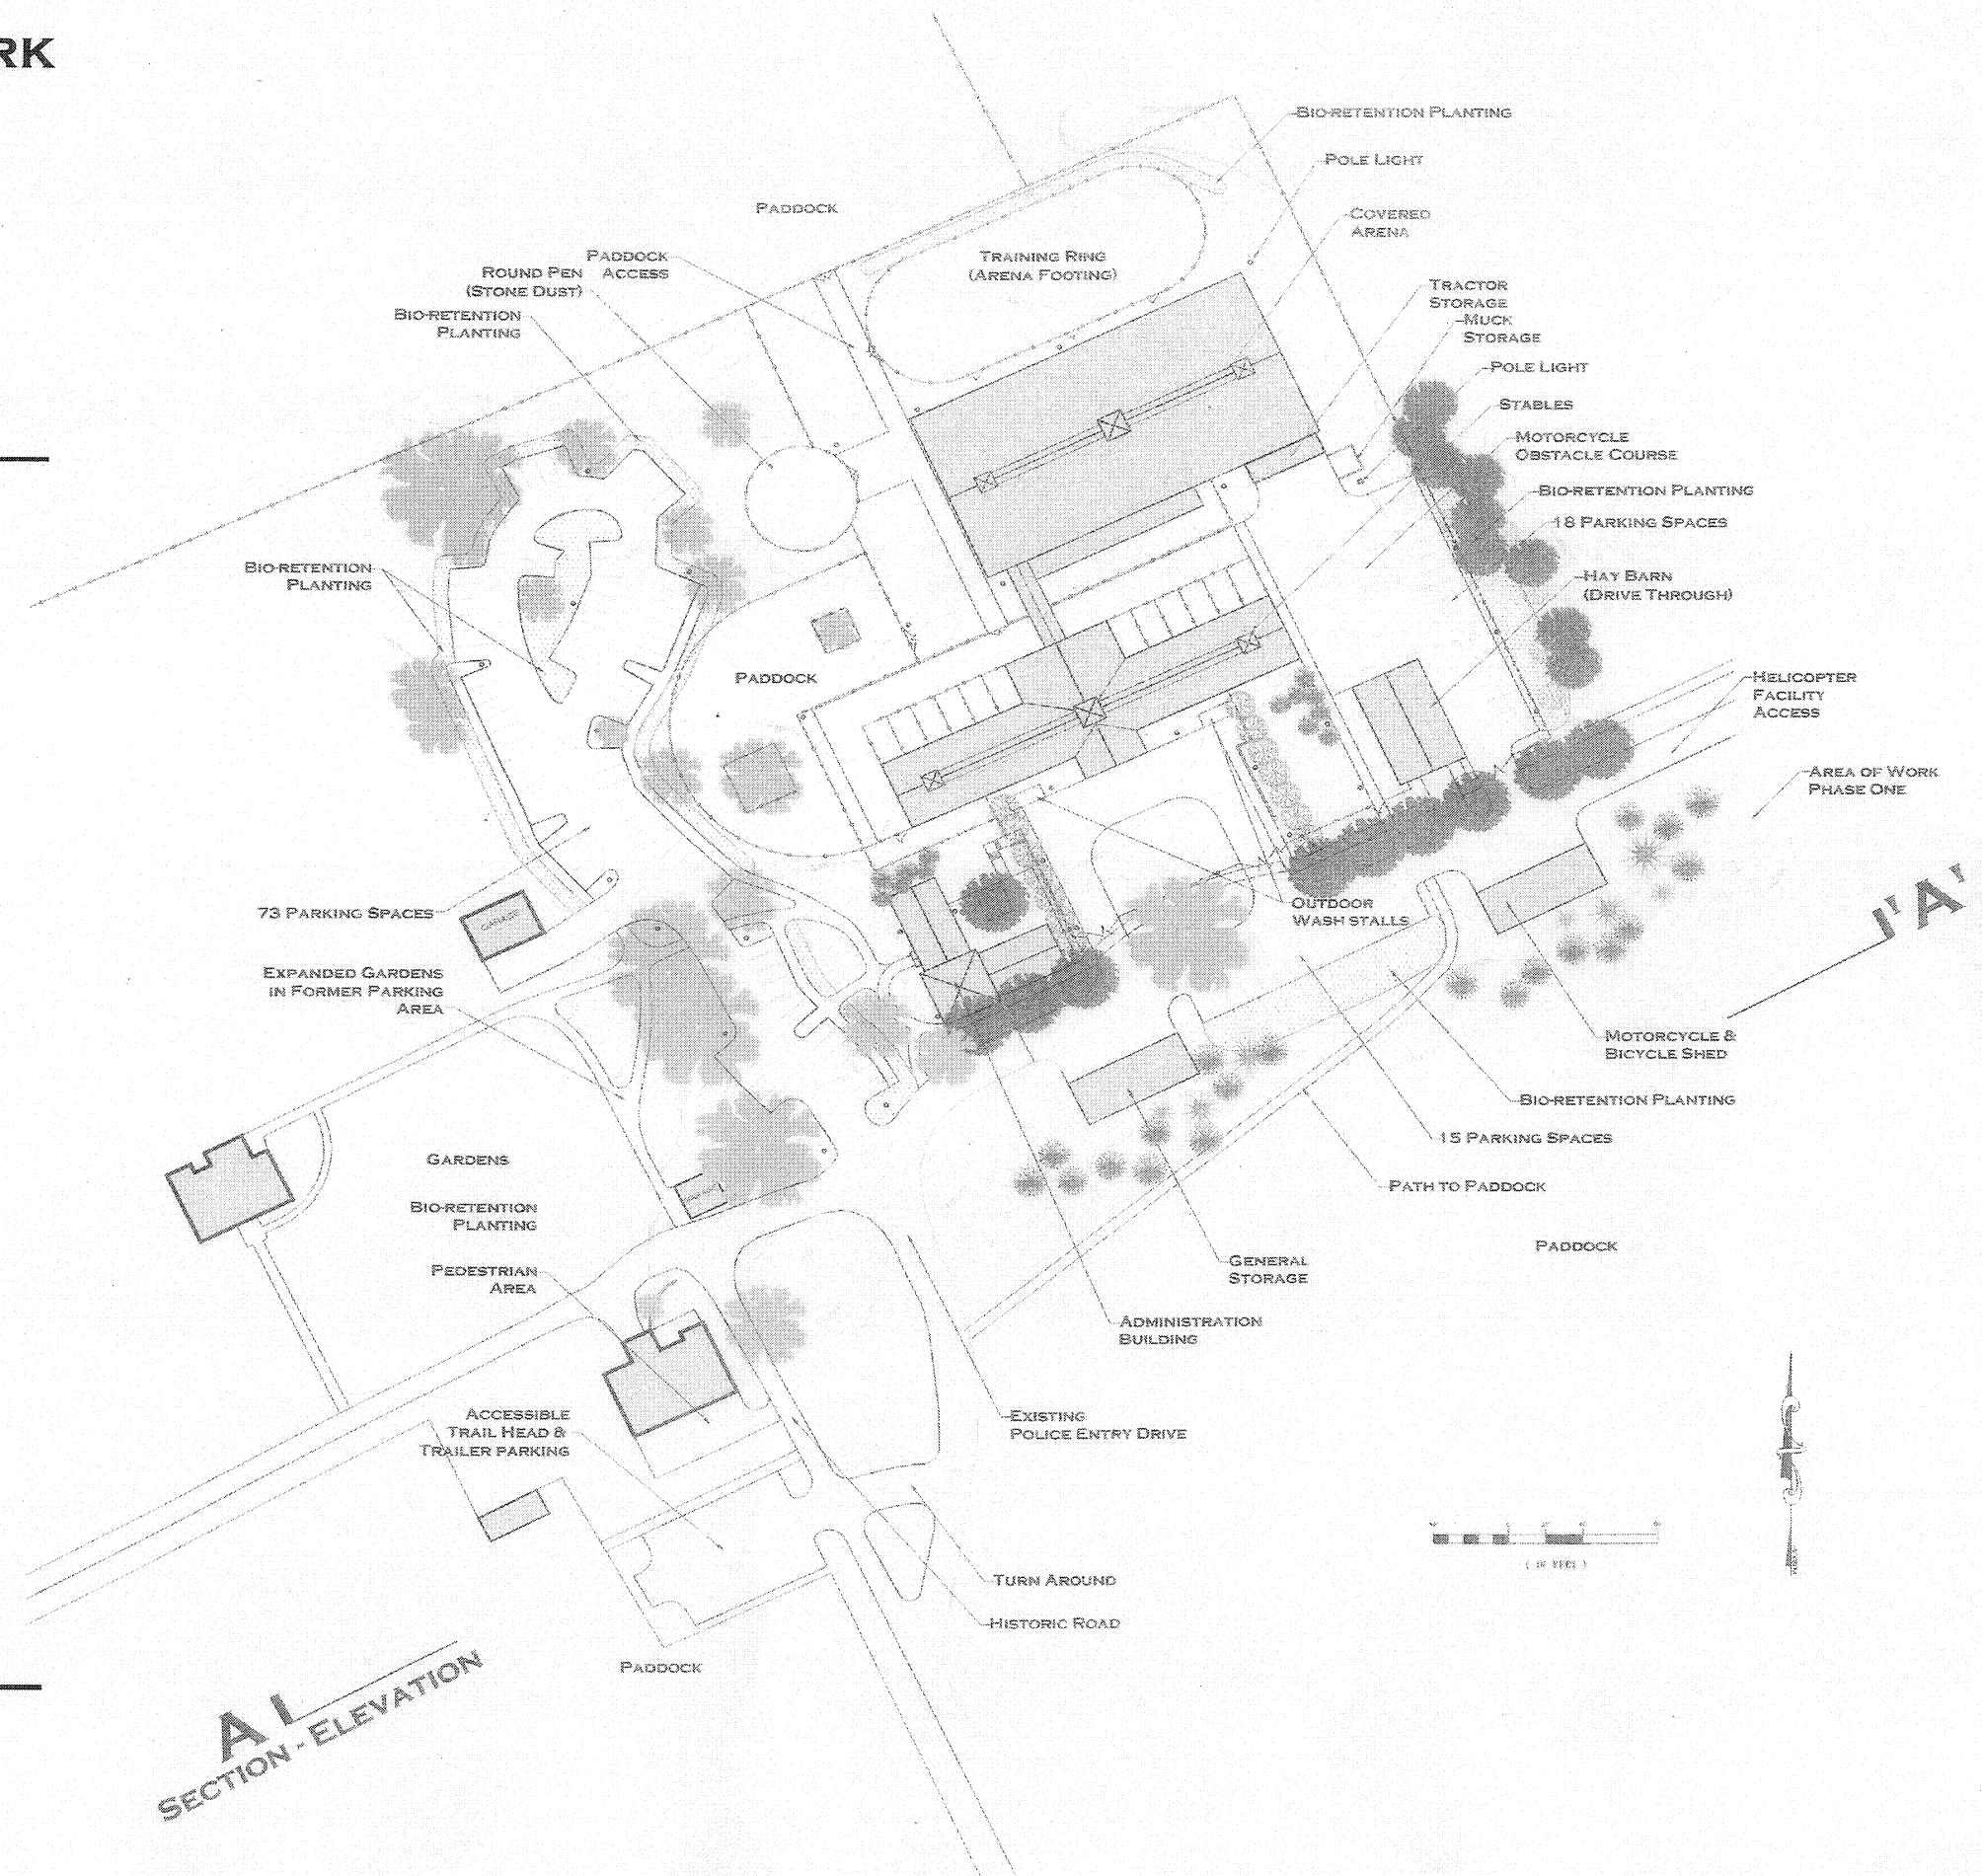 RK
BIO-RETENTION PLANTING
POLE LIGHT
PADDOCK
COVERED
ARENA
PADDOCK
ACCESS
ROUND PEN
(STONE DUST)
TRAINING RING
(ARENA FOOTING)
BIO-RETENTION
PLANTING
TRACTOR
STORAGE
MUCK
STORAGE
POLE LIGHT
STABLES
MOTORCYCLE
OBSTACLE COURSE
BIO-RETENTION PLANTING
18 PARKING SPACES
BIO-RETENTION
PLANTING
HAY BARN
(DRIVE THROUGH)
PADDOCK
HELICOPTER
FACILITY
ACCESS
AREA OF WORK
PHASE ONE
73 PARKING SPACES
GARAGE
OUTDOOR
WASH STALLS
'A'
EXPANDED GARDENS
IN FORMER PARKING
AREA
MOTORCYCLE &
BICYCLE SHED
BIO-RETENTION PLANTING
15 PARKING SPACES
GARDENS
PATH TO PADDOCK
BIO-RETENTION
PLANTING
PADDOCK
PEDESTRIAN
AREA
GENERAL
STORAGE
ADMINISTRATION
BUILDING
ACCESSIBLE
TRAIL HEAD &
TRAILER PARKING
EXISTING
POLICE ENTRY DRIVE
( IN FEET )
TURN AROUND
HISTORIC ROAD
PADDOCK
A
SECTION - ELEVATION